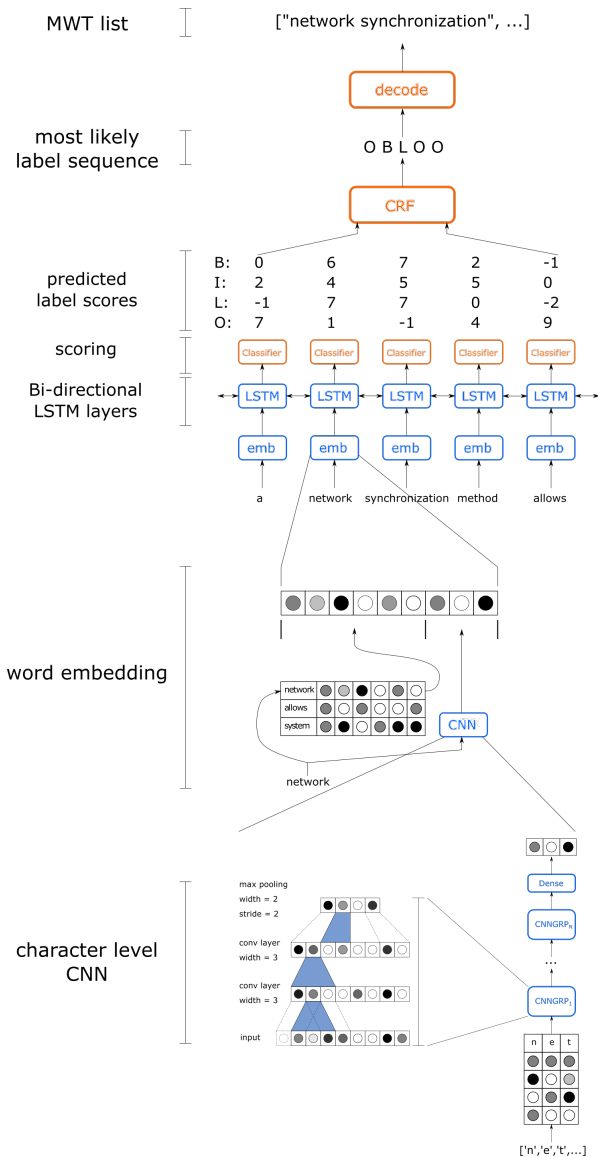 MWT list
["network synchronization", ...]
decode
most likely
label sequence
O B L O O
CRF
predicted
label scores
B: 0 6 7 2 -1
I: 2 4 5 5 0
L: -1 7 7 0 -2
O: 7 1 -1 4 9
scoring
Classifier Classifier Classifier Classifier Classifier
Bi-directional
LSTM layers
LSTM LSTM LSTM LSTM LSTM
emb emb emb emb emb
a network synchronization method allows
word embedding
network
allows
system
CNN
network
character level
CNN
max pooling
width = 2
stride = 2
conv layer
width = 3
conv layer
width = 3
input
Dense
CNNGRP_N
...
CNNGRP_1
n e t
['n','e','t',...]